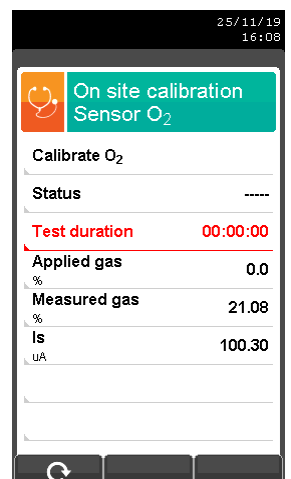 25/11/19
16:08
On site calibration
Sensor O₂
Calibrate O₂
Status -----
Test duration 00:00:00
Applied gas 0.0
%
Measured gas 21.08
%
Is 100.30
uA